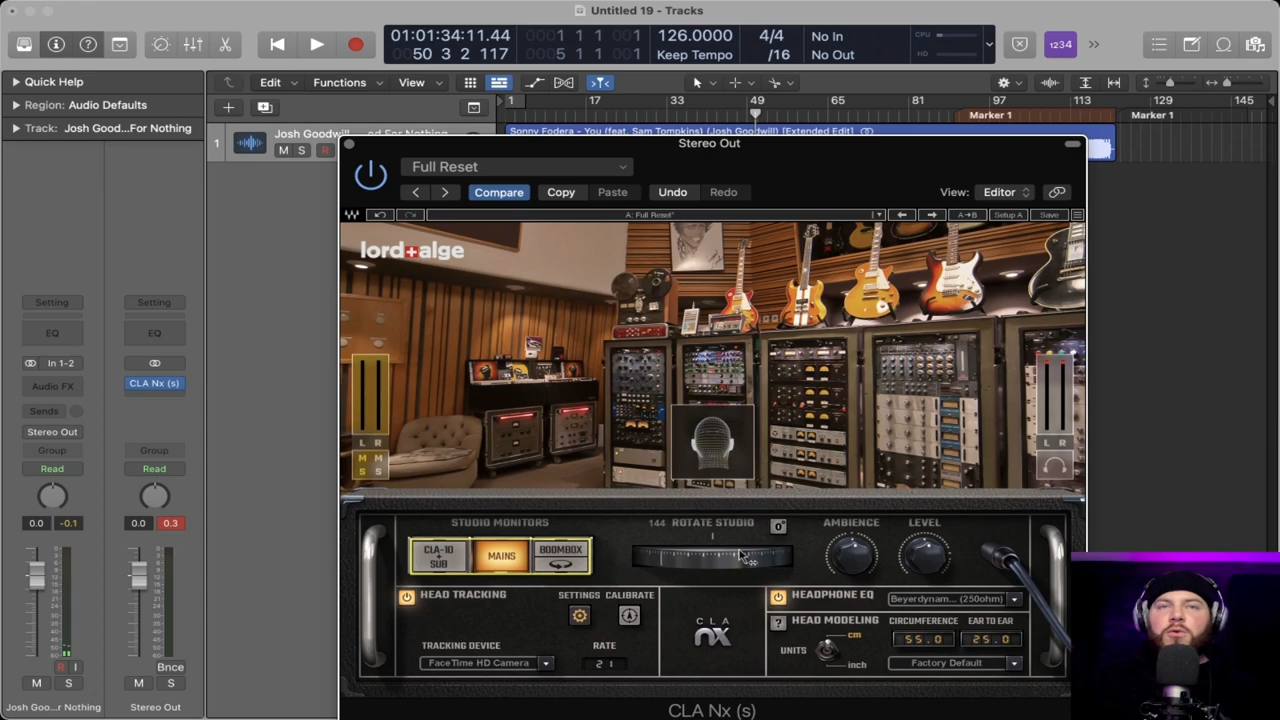 Untitled 19 - Tracks
01:01:34:11.44
50 3 2 117
0001 1 1 1
0005 1 1 1
126.0000
Keep Tempo
4/4
/16
No In
No Out
CPU
HD
1234
Quick Help
Region: Audio Defaults
Track: Josh Good...For Nothing
Edit
Functions
View
1 17 33 49 65 81 97 113 129 145
Marker 1
Marker 1
1
M S R
Sonny Fodera - You (feat. Sam Tompkins) (Josh Goodwill) [Extended Edit]
Stereo Out
Full Reset
Compare
Copy
Paste
Undo
Redo
View:
Editor
A: Full Reset*
A→B
Setup A
Save
lord+alge
L R
M M
S S
L R
Setting
Setting
EQ
EQ
In 1-2
Audio FX
CLA Nx (s)
Sends
Stereo Out
Group
Group
Read
Read
0.0 -0.1
0.0 0.3
R I
Bnce
M S
M S
Josh Goo...r Nothing
Stereo Out
STUDIO MONITORS
CLA-10
+
SUB
MAINS
BOOMBOX
144 ROTATE STUDIO 0°
AMBIENCE
LEVEL
HEAD TRACKING
SETTINGS
CALIBRATE
TRACKING DEVICE
FaceTime HD Camera
RATE
21
CLA
nx
HEADPHONE EQ
Beyerdynam... (250ohm)
? HEAD MODELING
UNITS
cm
inch
CIRCUMFERENCE
55.0
EAR TO EAR
25.0
Factory Default
CLA Nx (s)